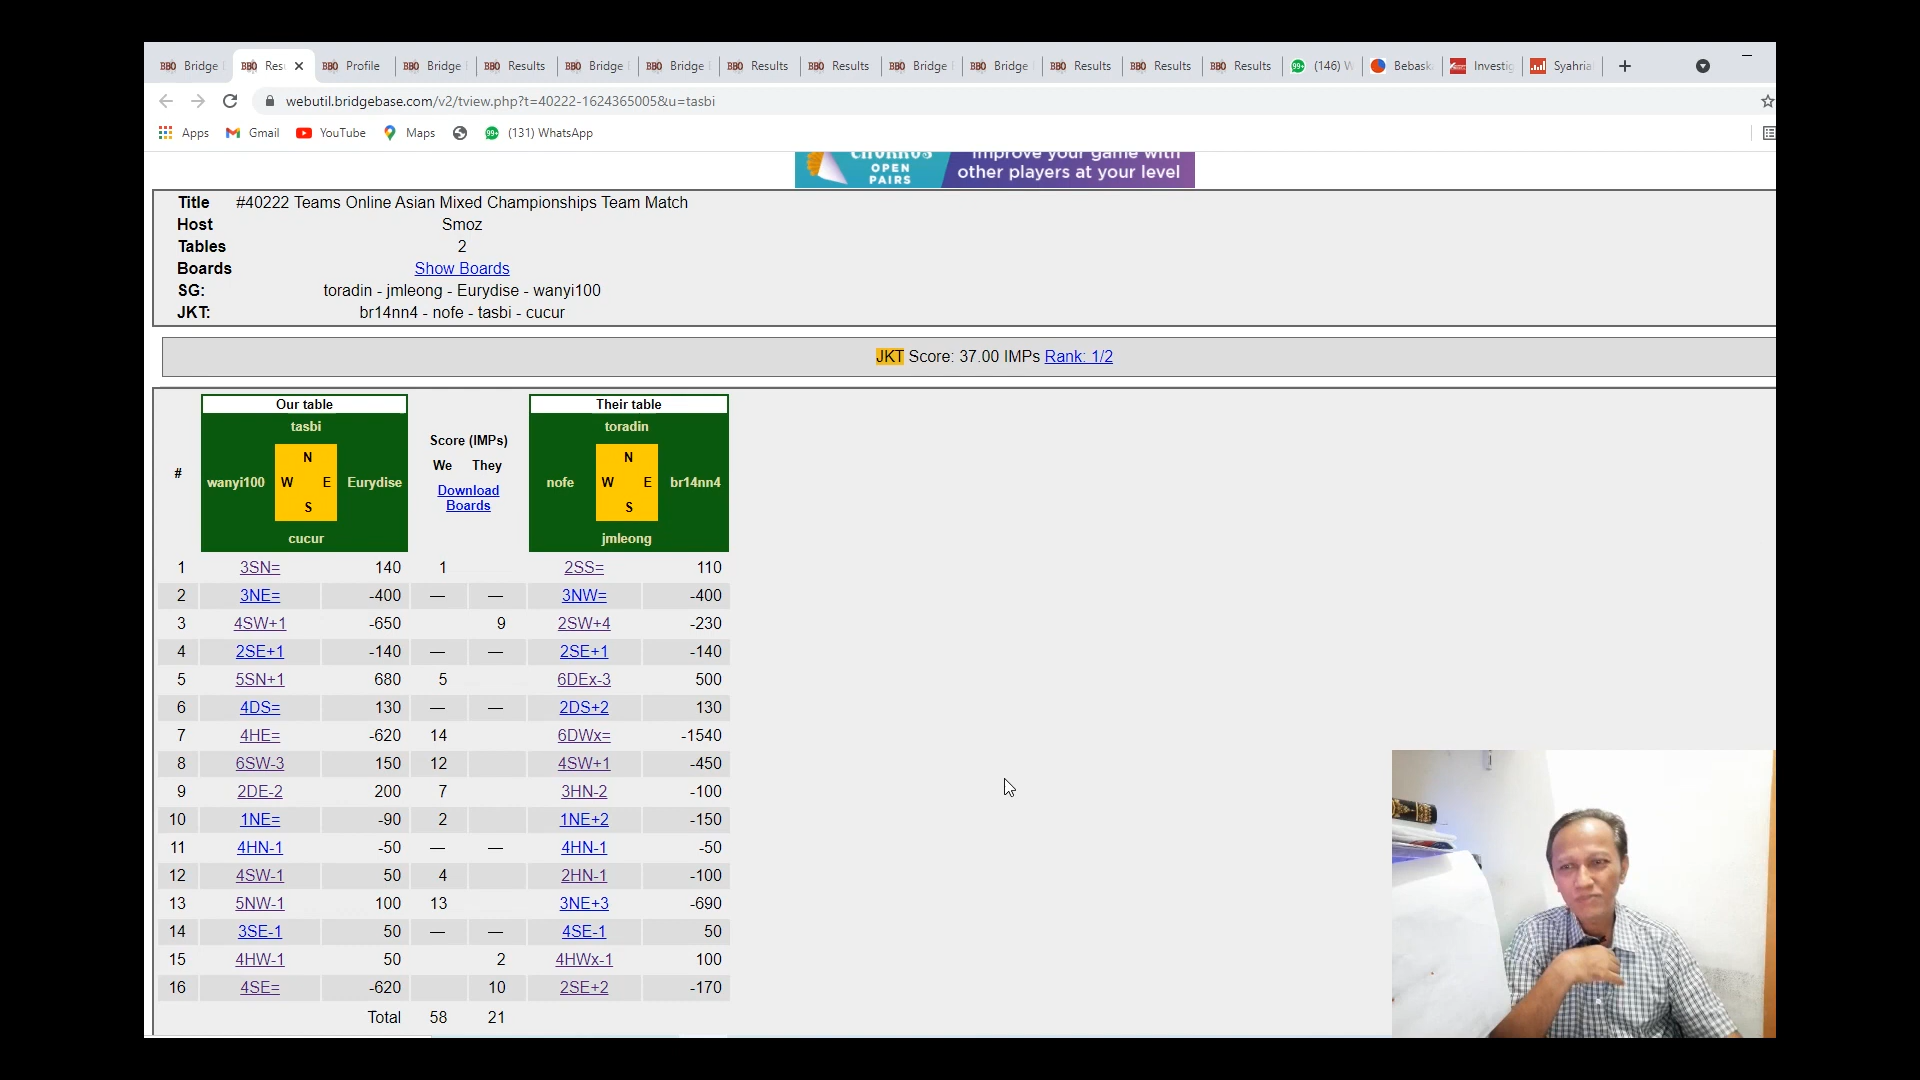 Bridge
Res
Profile
Bridge
Results
Bridge
Bridge
Results
Results
Bridge
Bridge
Results
Results
Results
(146) W
Bebask
Investig
Syahria
webutil.bridgebase.com/v2/tview.php?t=40222-1624365005&u=tasbi
Apps Gmail YouTube Maps (131) WhatsApp
CHURROS improve your game with
OPEN PAIRS other players at your level
Title #40222 Teams Online Asian Mixed Championships Team Match
Host Smoz
Tables 2
Boards Show Boards
SG: toradin - jmleong - Eurydise - wanyi100
JKT: br14nn4 - nofe - tasbi - cucur
JKT Score: 37.00 IMPs Rank: 1/2
# Our table Score (IMPs) Their table
tasbi We They toradin
wanyi100 N W E S Eurydise Download Boards nofe N W E S br14nn4
cucur jmleong
1 3SN= 140 1 2SS= 110
2 3NE= -400 — — 3NW= -400
3 4SW+1 -650 9 2SW+4 -230
4 2SE+1 -140 — — 2SE+1 -140
5 5SN+1 680 5 6DEx-3 500
6 4DS= 130 — — 2DS+2 130
7 4HE= -620 14 6DWx= -1540
8 6SW-3 150 12 4SW+1 -450
9 2DE-2 200 7 3HN-2 -100
10 1NE= -90 2 1NE+2 -150
11 4HN-1 -50 — — 4HN-1 -50
12 4SW-1 50 4 2HN-1 -100
13 5NW-1 100 13 3NE+3 -690
14 3SE-1 50 — — 4SE-1 50
15 4HW-1 50 2 4HWx-1 100
16 4SE= -620 10 2SE+2 -170
Total 58 21